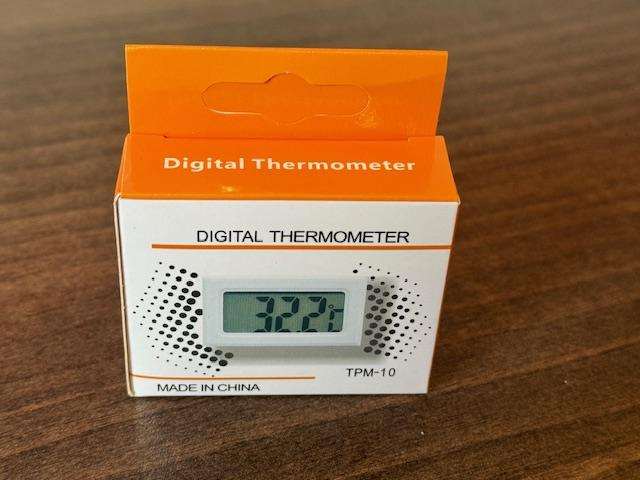 Digital Thermometer
DIGITAL THERMOMETER
32.2°C
TPM-10
MADE IN CHINA